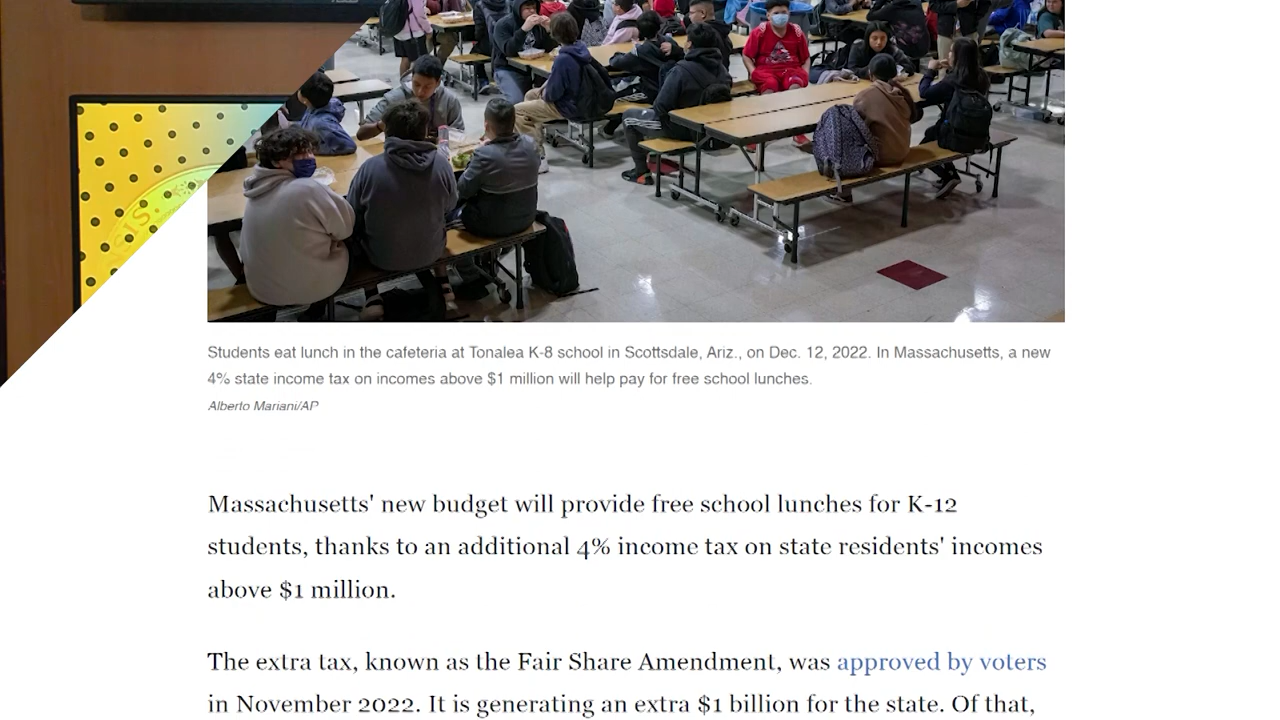 Students eat lunch in the cafeteria at Tonalea K-8 school in Scottsdale, Ariz., on Dec. 12, 2022. In Massachusetts, a new
4% state income tax on incomes above $1 million will help pay for free school lunches.
Alberto Mariani/AP
Massachusetts' new budget will provide free school lunches for K-12
students, thanks to an additional 4% income tax on state residents' incomes
above $1 million.
The extra tax, known as the Fair Share Amendment, was approved by voters
in November 2022. It is generating an extra $1 billion for the state. Of that,